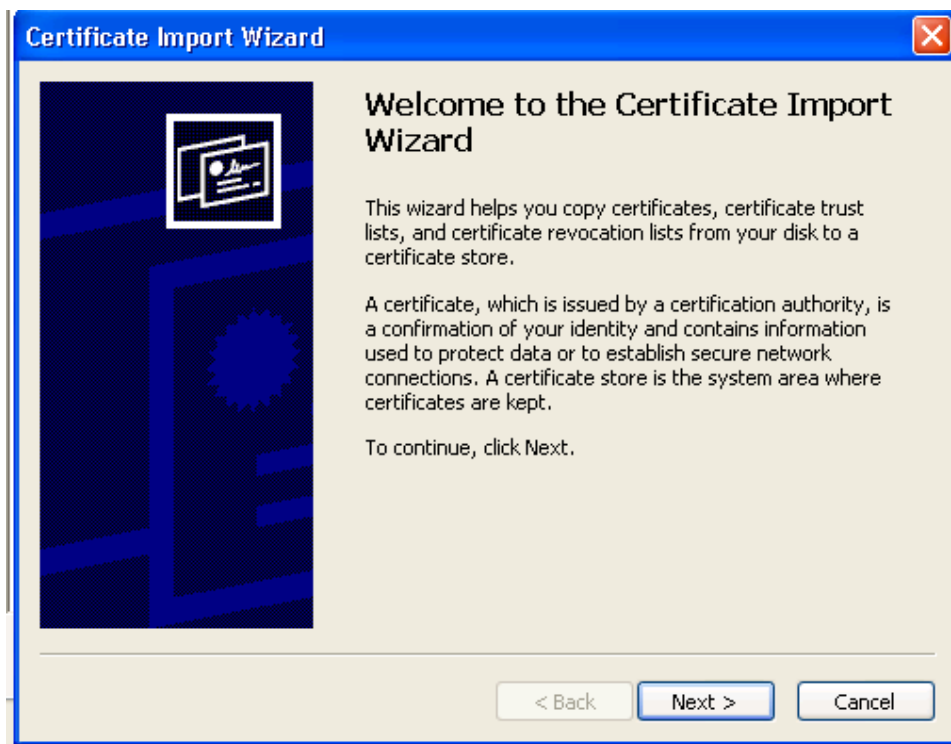 Certificate Import Wizard
Welcome to the Certificate Import
Wizard
This wizard helps you copy certificates, certificate trust
lists, and certificate revocation lists from your disk to a
certificate store.
A certificate, which is issued by a certification authority, is
a confirmation of your identity and contains information
used to protect data or to establish secure network
connections. A certificate store is the system area where
certificates are kept.
To continue, click Next.
< Back
Next >
Cancel